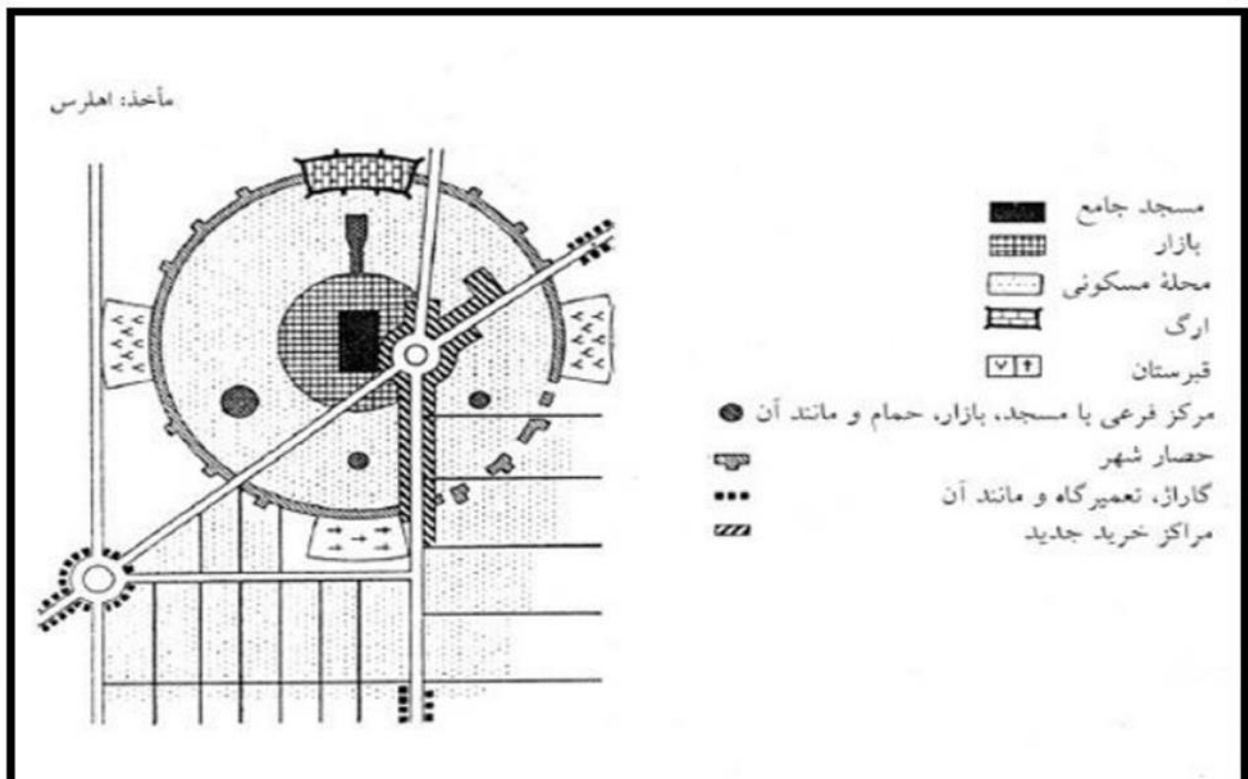 مأخذ: اهلرس
مسجد جامع
بازار
محلهٔ مسکونی
ارگ
قبرستان
مرکز فرعی با مسجد، بازار، حمام و مانند آن
حصار شهر
گاراژ، تعمیرگاه و مانند آن
مراکز خرید جدید